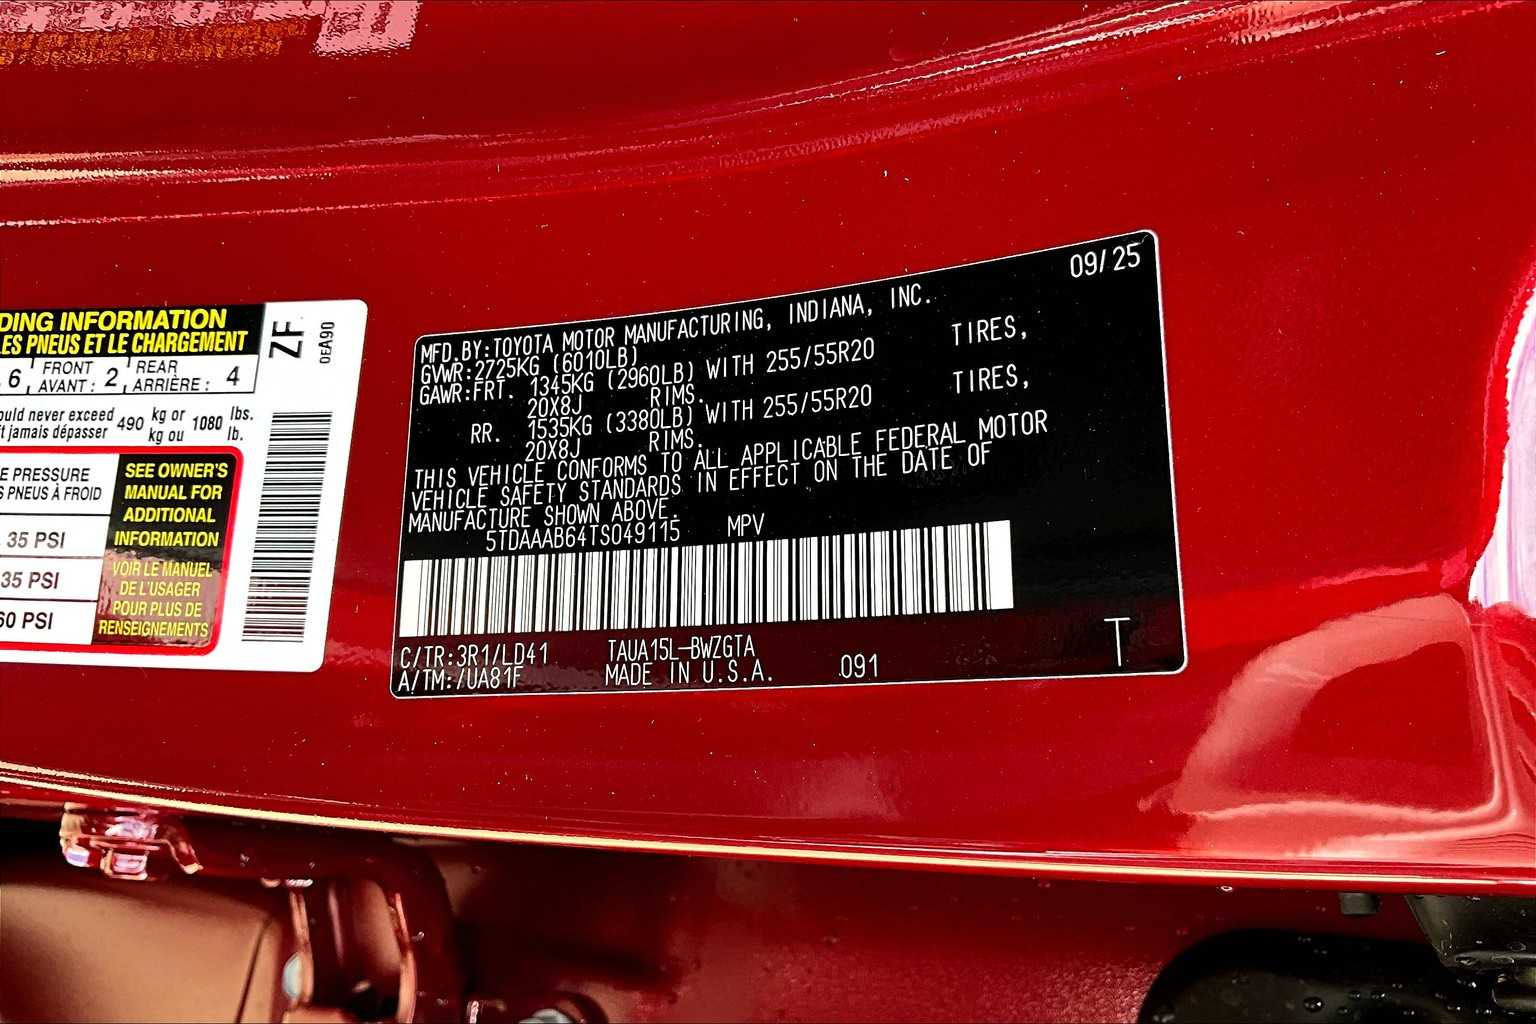 DING INFORMATION
LES PNEUS ET LE CHARGEMENT
6, FRONT AVANT : 2, REAR ARRIÈRE : 4
ould never exceed 490 kg or 1080 lbs.
t jamais dépasser kg ou lb.
E PRESSURE
S PNEUS À FROID
35 PSI
35 PSI
60 PSI
SEE OWNER'S
MANUAL FOR
ADDITIONAL
INFORMATION
VOIR LE MANUEL
DE L'USAGER
POUR PLUS DE
RENSEIGNEMENTS
ZF
0EA90
09/25
MFD.BY:TOYOTA MOTOR MANUFACTURING, INDIANA, INC.
GVWR:2725KG (6010LB)
GAWR:FRT. 1345KG (2960LB) WITH 255/55R20 TIRES,
20X8J RIMS.
RR. 1535KG (3380LB) WITH 255/55R20 TIRES,
20X8J RIMS.
THIS VEHICLE CONFORMS TO ALL APPLICABLE FEDERAL MOTOR
VEHICLE SAFETY STANDARDS IN EFFECT ON THE DATE OF
MANUFACTURE SHOWN ABOVE.
5TDAAAB64TS049115 MPV
C/TR:3R1/LD41 TAUA15L-BWZGTA
A/TM:/UA81F MADE IN U.S.A. 091
T